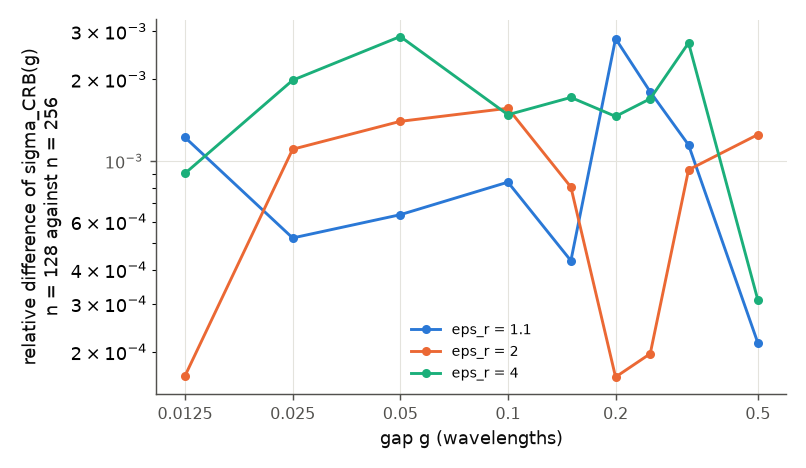 relative difference of sigma_CRB(g)
n = 128 against n = 256
3 × 10⁻³
2 × 10⁻³
10⁻³
6 × 10⁻⁴
4 × 10⁻⁴
3 × 10⁻⁴
2 × 10⁻⁴
eps_r = 1.1
eps_r = 2
eps_r = 4
0.0125 0.025 0.05 0.1 0.2 0.5
gap g (wavelengths)